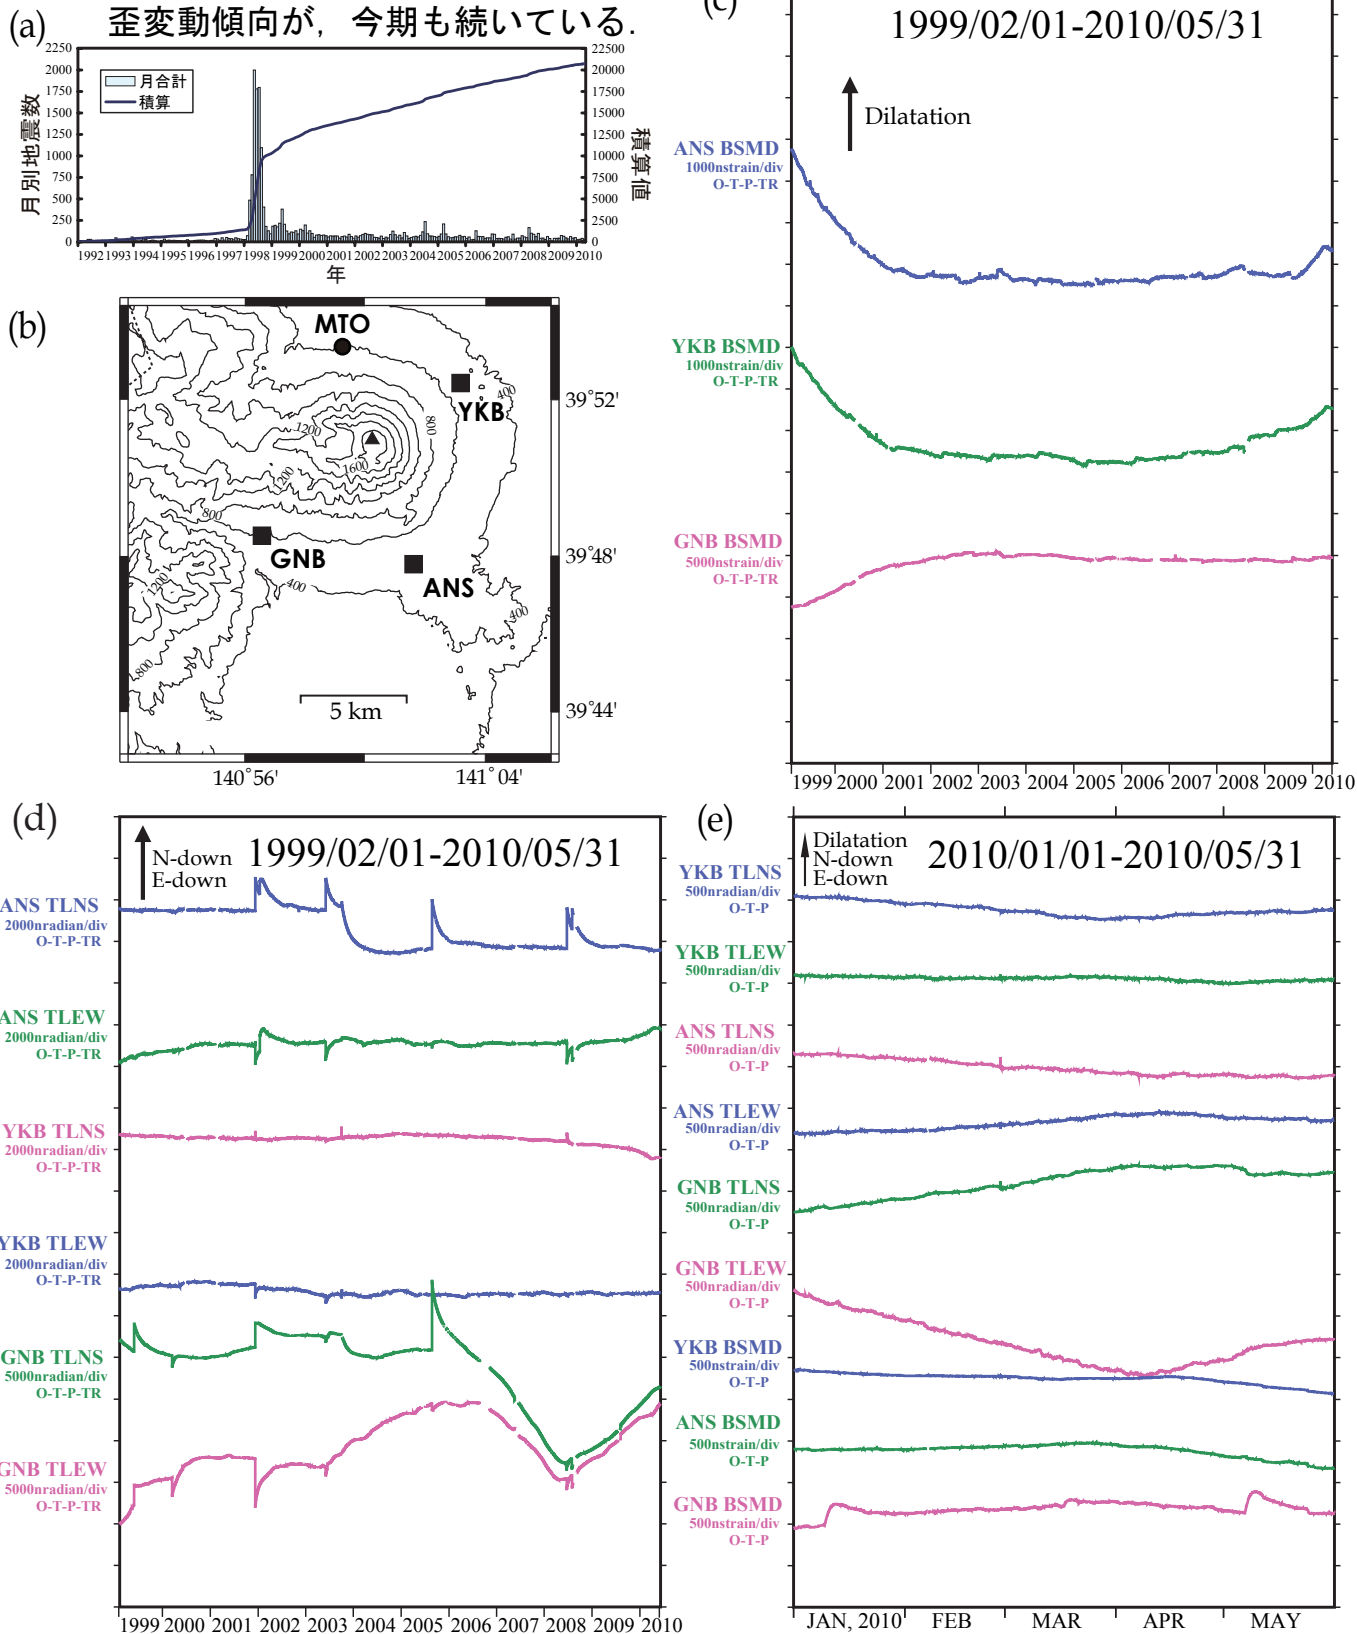 (a)
歪変動傾向が,今期も続いている.
2250
2000
1750
1500
1250
1000
750
500
250
0
22500
20000
17500
15000
12500
10000
7500
5000
2500
0
月別地震数
積算値
月合計
積算
1992 1993 1994 1995 1996 1997 1998 1999 2000 2001 2002 2003 2004 2005 2006 2007 2008 2009 2010
年
(b)
MTO
YKB
GNB
ANS
400
800
1200
1600
1200
800
400
1200
400
800
5 km
39°52'
39°48'
39°44'
140°56'
141°04'
(c)
1999/02/01-2010/05/31
Dilatation
ANS BSMD
1000nstrain/div
O-T-P-TR
YKB BSMD
1000nstrain/div
O-T-P-TR
GNB BSMD
5000nstrain/div
O-T-P-TR
1999 2000 2001 2002 2003 2004 2005 2006 2007 2008 2009 2010
(d)
N-down
E-down
1999/02/01-2010/05/31
ANS TLNS
2000nradian/div
O-T-P-TR
ANS TLEW
2000nradian/div
O-T-P-TR
YKB TLNS
2000nradian/div
O-T-P-TR
YKB TLEW
2000nradian/div
O-T-P-TR
GNB TLNS
5000nradian/div
O-T-P-TR
GNB TLEW
5000nradian/div
O-T-P-TR
1999 2000 2001 2002 2003 2004 2005 2006 2007 2008 2009 2010
(e)
Dilatation
N-down
E-down
2010/01/01-2010/05/31
YKB TLNS
500nradian/div
O-T-P
YKB TLEW
500nradian/div
O-T-P
ANS TLNS
500nradian/div
O-T-P
ANS TLEW
500nradian/div
O-T-P
GNB TLNS
500nradian/div
O-T-P
GNB TLEW
500nradian/div
O-T-P
YKB BSMD
500nstrain/div
O-T-P
ANS BSMD
500nstrain/div
O-T-P
GNB BSMD
500nstrain/div
O-T-P
JAN, 2010 FEB MAR APR MAY